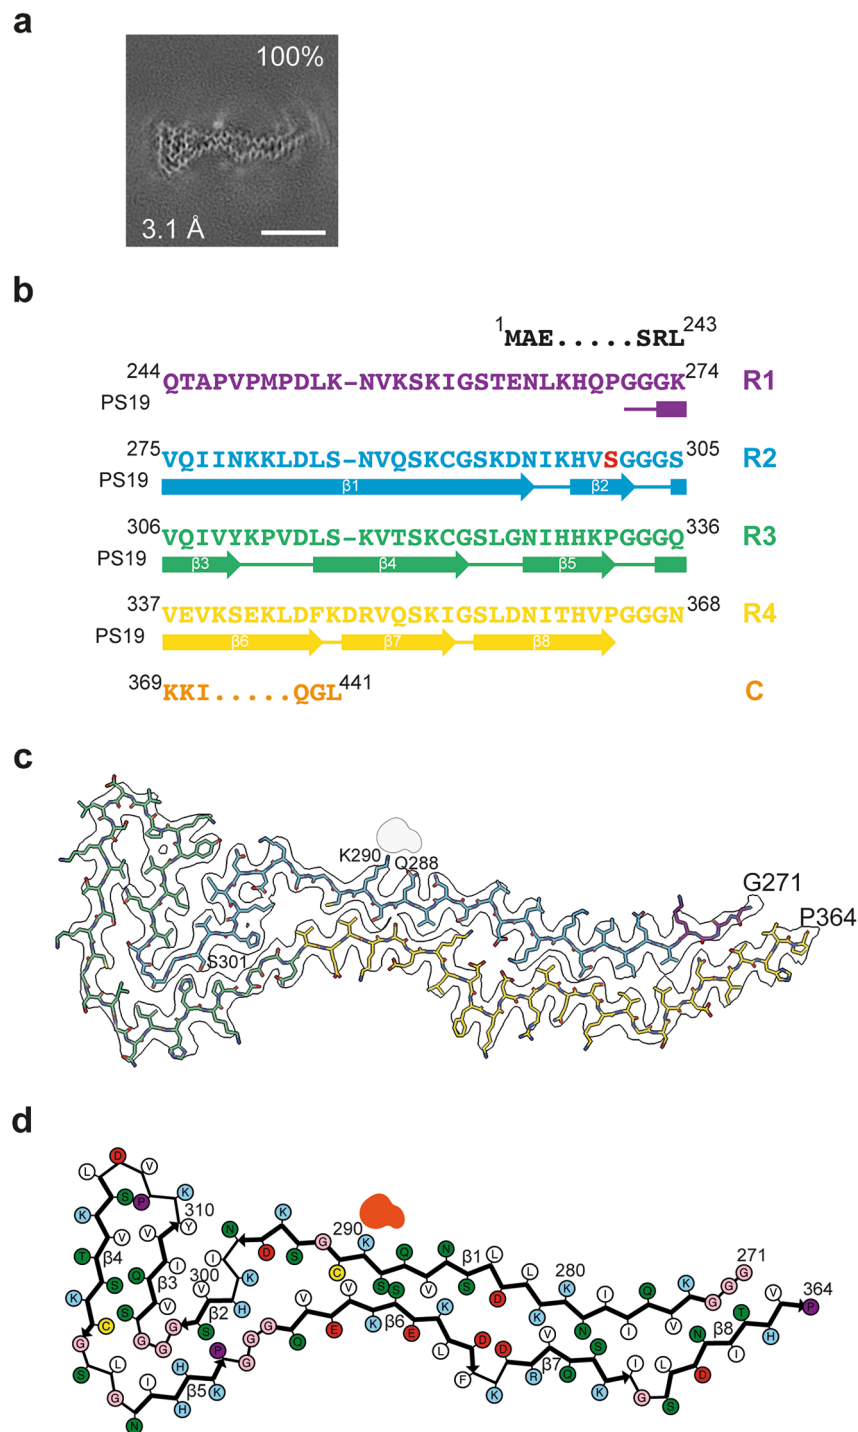 a
100%
3.1 Å
b
1MAE.....SRL243
244QTAPVPMPDLK-NVKSKIGSTENLKHQPGGGK274 R1
PS19
275VQIINKKLDLS-NVQSKCGSKDNIKHVSGGGS305 R2
PS19 β1 β2
306VQIVYKPVDLS-KVTSKCGSLGNIHHKPGGGQ336 R3
PS19 β3 β4 β5
337VEVKSEKLDFKDRVQSKIGSLDNITHVPGGGN368 R4
PS19 β6 β7 β8
369KKI.....QGL441 C
c
K290 Q288
G271
P364
S301
d
D
L V
S P K
K 310
V V Y
T β4 I
Q β3
K S S V
C
G G G G
S L
G I
N
β5 H H K P
300 V β2 S H K I
N D K S G 290 C K
Q S V N β1 S L D L K K 280 N I I Q V K G G G 271
G G G Q V E V K β6 S E K L F D K D R V β7 Q S K I G S L D N β8 I T H V P 364